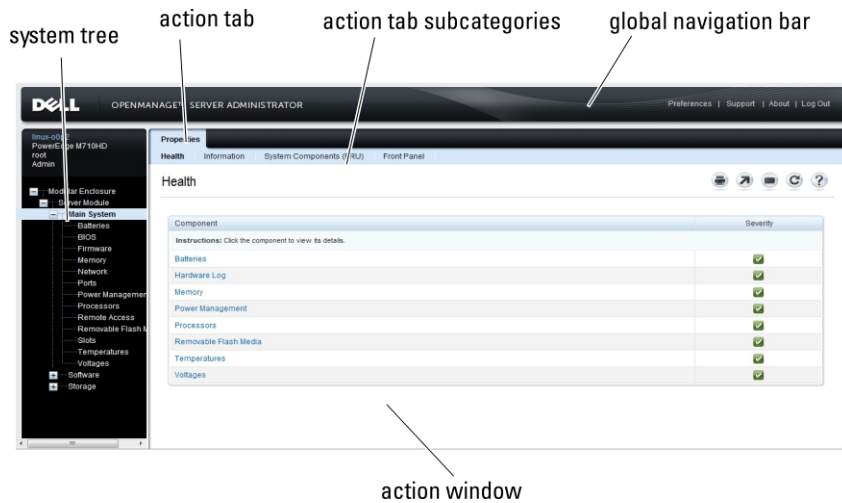 system tree
action tab
action tab subcategories
global navigation bar
DELL
OPENMANAGE™ SERVER ADMINISTRATOR
Preferences | Support | About | Log Out
PowerEdge M710HD
root
Admin
Properties
Health Information System Components (FRU) Front Panel
Health
Modular Enclosure
Server Module
Main System
Batteries
BIOS
Firmware
Memory
Network
Ports
Power Managemen
Processors
Remote Access
Removable Flash M
Slots
Temperatures
Voltages
Software
Storage
Component Severity
Instructions: Click the component to view its details.
Batteries
Hardware Log
Memory
Power Management
Processors
Removable Flash Media
Temperatures
Voltages
action window